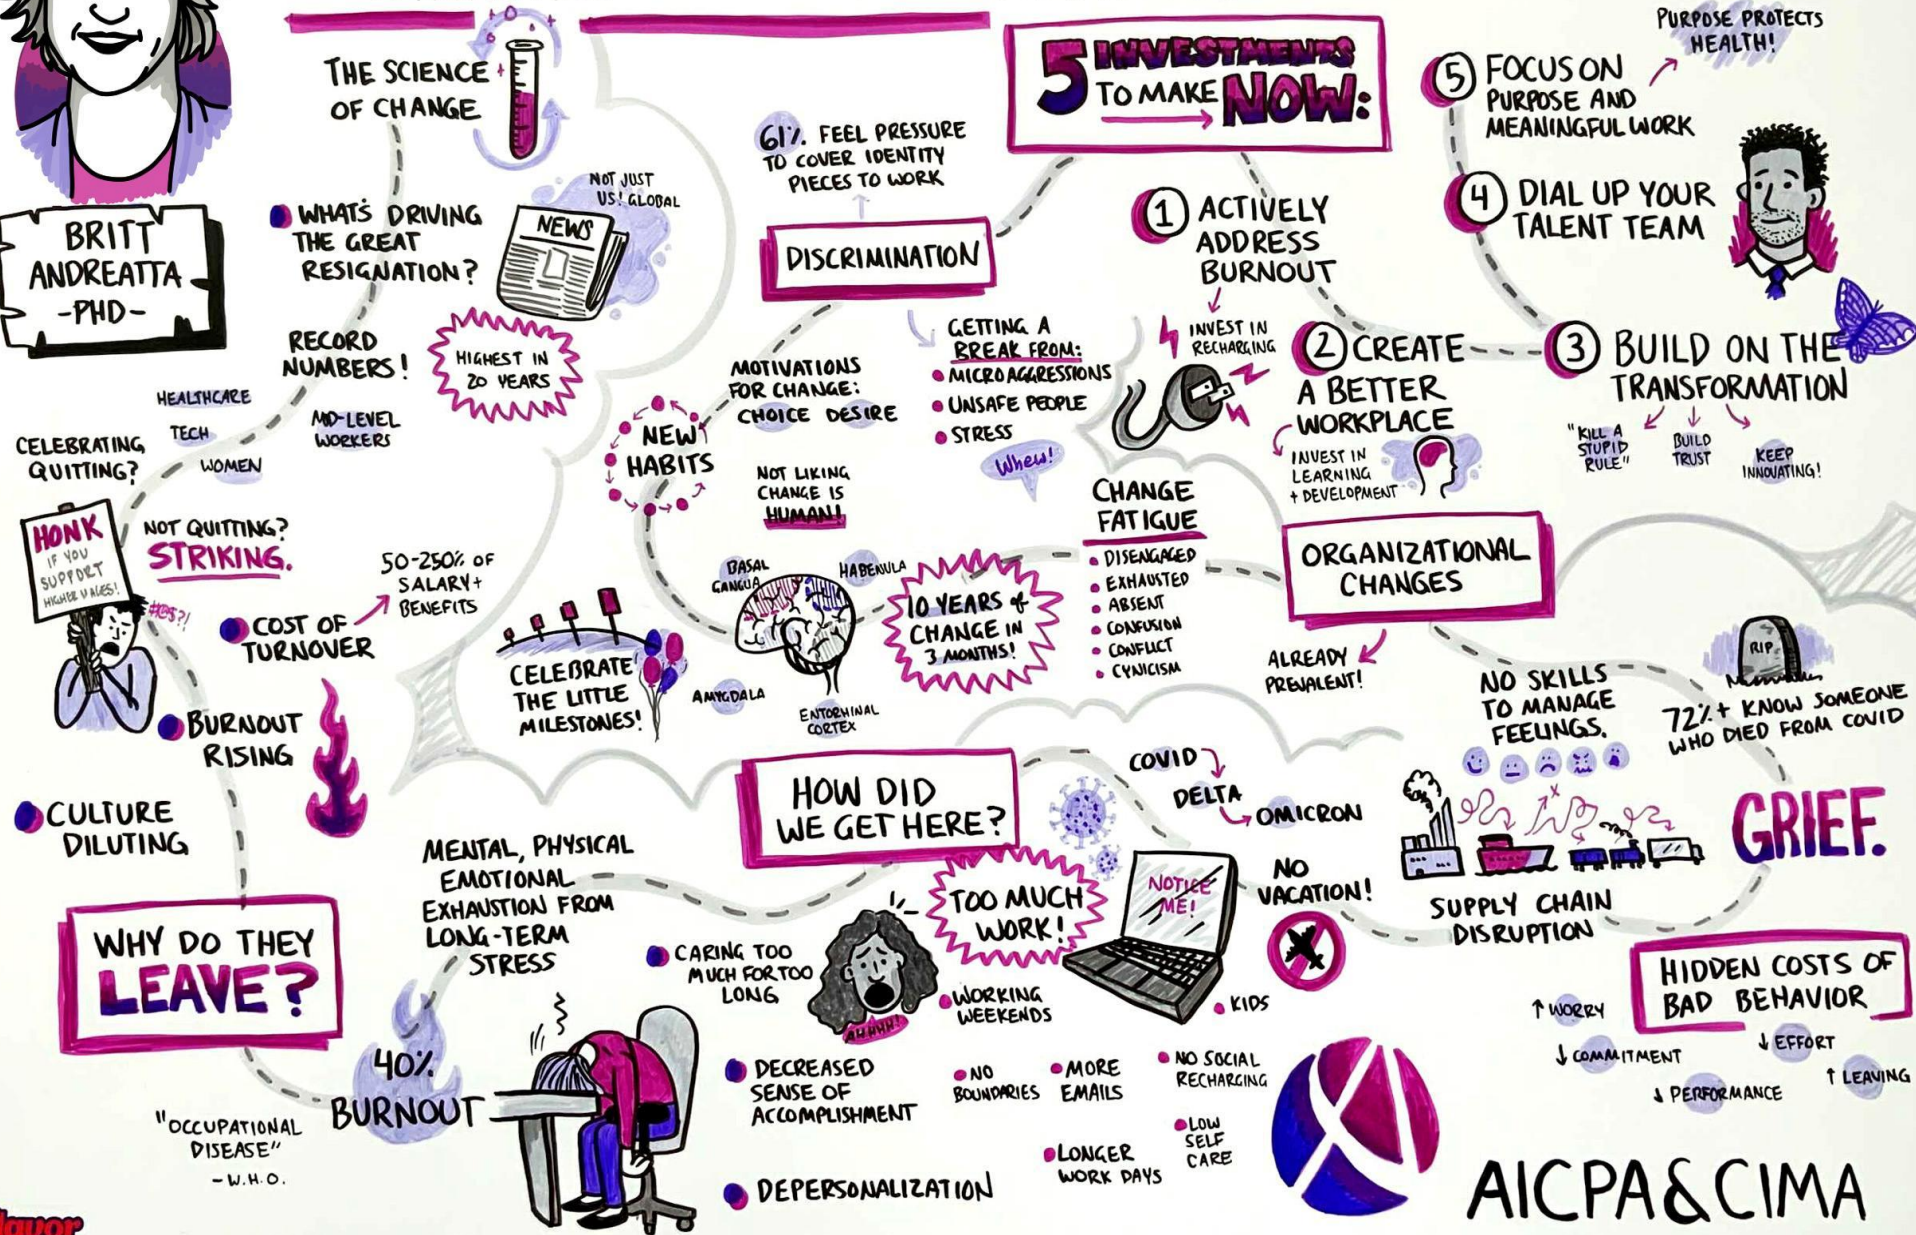 BRITT
ANDREATTA
-PHD-
THE SCIENCE
OF CHANGE
WHAT'S DRIVING
THE GREAT
RESIGNATION?
NEWS
NOT JUST
US! GLOBAL
RECORD
NUMBERS!
HIGHEST IN
20 YEARS
HEALTHCARE
TECH
WOMEN
MID-LEVEL
WORKERS
CELEBRATING
QUITTING?
HONK
IF YOU
SUPPORT
HIGHER WAGES!
NOT QUITTING?
STRIKING.
#@$?!
COST OF
TURNOVER
50-250% OF
SALARY+
BENEFITS
BURNOUT
RISING
CULTURE
DILUTING
WHY DO THEY
LEAVE?
"OCCUPATIONAL
DISEASE"
-W.H.O.
40%
BURNOUT
MENTAL, PHYSICAL
EMOTIONAL
EXHAUSTION FROM
LONG-TERM
STRESS
CARING TOO
MUCH FOR TOO
LONG
AHHHH!
DECREASED
SENSE OF
ACCOMPLISHMENT
DEPERSONALIZATION
HOW DID
WE GET HERE?
TOO MUCH
WORK!
NOTICE
ME!
WORKING
WEEKENDS
NO
BOUNDARIES
MORE
EMAILS
LONGER
WORK DAYS
KIDS
NO SOCIAL
RECHARGING
LOW
SELF
CARE
COVID
DELTA
OMICRON
NO
VACATION!
SUPPLY CHAIN
DISRUPTION
NO SKILLS
TO MANAGE
FEELINGS.
RIP
72%+ KNOW SOMEONE
WHO DIED FROM COVID
GRIEF.
HIDDEN COSTS OF
BAD BEHAVIOR
↑ WORRY
↓ COMMITMENT
↓ PERFORMANCE
↓ EFFORT
↑ LEAVING
ORGANIZATIONAL
CHANGES
ALREADY
PREVALENT!
CHANGE
FATIGUE
DISENGAGED
EXHAUSTED
ABSENT
CONFUSION
CONFLICT
CYNICISM
10 YEARS of
CHANGE IN
3 MONTHS!
BASAL
GANGLIA
HABENULA
AMYGDALA
ENTORHINAL
CORTEX
CELEBRATE
THE LITTLE
MILESTONES!
NEW
HABITS
MOTIVATIONS
FOR CHANGE:
CHOICE DESIRE
NOT LIKING
CHANGE IS
HUMAN!
DISCRIMINATION
61% FEEL PRESSURE
TO COVER IDENTITY
PIECES TO WORK
GETTING A
BREAK FROM:
MICROAGGRESSIONS
UNSAFE PEOPLE
STRESS
Whew!
5 INVESTMENTS
TO MAKE NOW:
1 ACTIVELY
ADDRESS
BURNOUT
INVEST IN
RECHARGING
2 CREATE
A BETTER
WORKPLACE
INVEST IN
LEARNING
+ DEVELOPMENT
3 BUILD ON THE
TRANSFORMATION
"KILL A
STUPID
RULE"
BUILD
TRUST
KEEP
INNOVATING!
4 DIAL UP YOUR
TALENT TEAM
5 FOCUS ON
PURPOSE AND
MEANINGFUL WORK
PURPOSE PROTECTS
HEALTH!
AICPA & CIMA